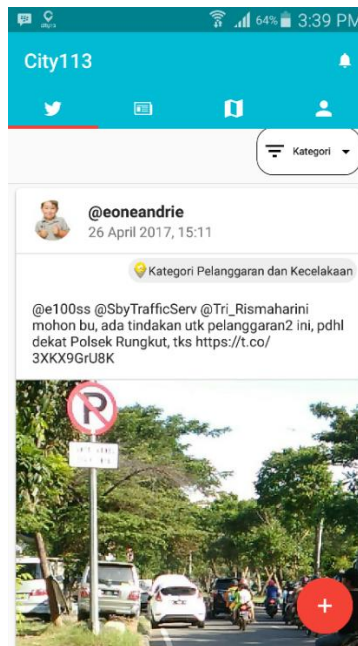 64% 3:39 PM
City113
Kategori
@eoneandrie
26 April 2017, 15:11
Kategori Pelanggaran dan Kecelakaan
@e100ss @SbyTrafficServ @Tri_Rismaharini
mohon bu, ada tindakan utk pelanggaran2 ini, pdhl
dekat Polsek Rungkut, tks https://t.co/
3XKX9GrU8K
P